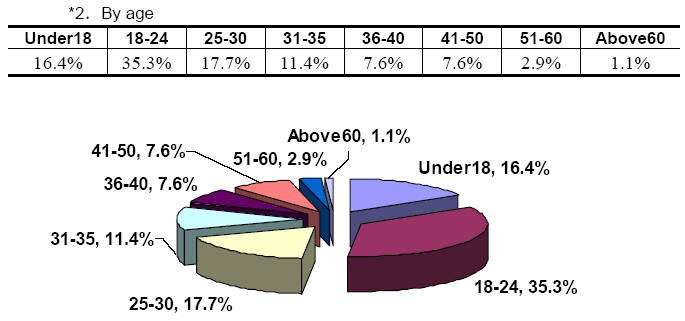 *2. By age
Under18 18-24 25-30 31-35 36-40 41-50 51-60 Above60
16.4% 35.3% 17.7% 11.4% 7.6% 7.6% 2.9% 1.1%
Above60, 1.1%
41-50, 7.6%
51-60, 2.9%
Under18, 16.4%
36-40, 7.6%
31-35, 11.4%
18-24, 35.3%
25-30, 17.7%